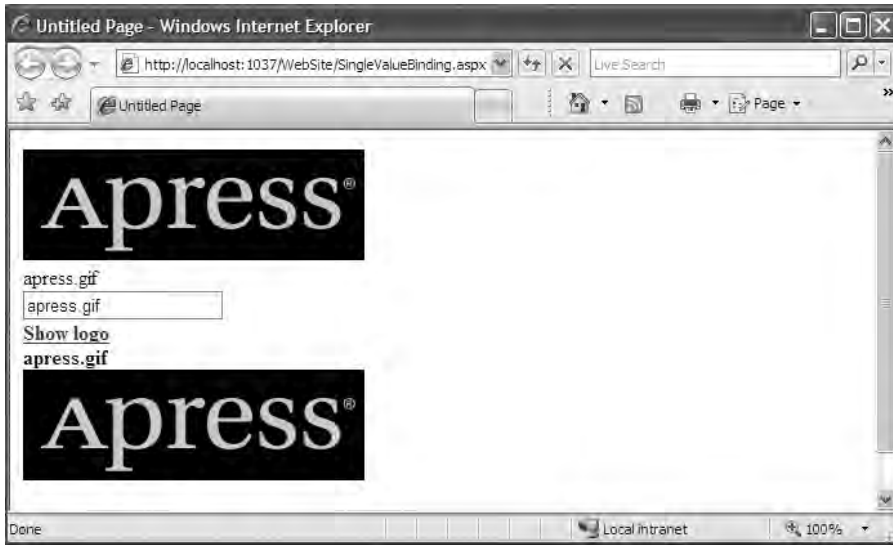 Untitled Page - Windows Internet Explorer
http://localhost:1037/WebSite/SingleValueBinding.aspx
Live Search
Untitled Page
Page
»
Apress®
apress.gif
apress.gif
Show logo
apress.gif
Apress®
Done
Local intranet
100%